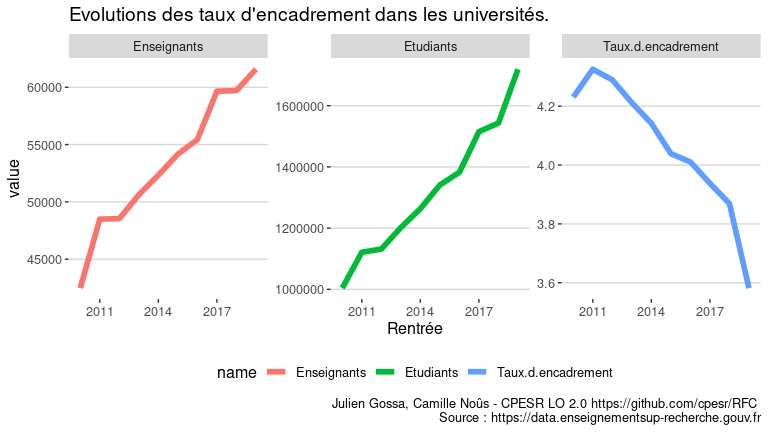 Evolutions des taux d'encadrement dans les universités.
Enseignants
Etudiants
Taux.d.encadrement
value
60000
55000
50000
45000
1600000
1400000
1200000
1000000
4.2
4.0
3.8
3.6
2011 2014 2017
2011 2014 2017
2011 2014 2017
Rentrée
name Enseignants Etudiants Taux.d.encadrement
Julien Gossa, Camille Noûs - CPESR LO 2.0 https://github.com/cpesr/RFC
Source : https://data.enseignementsup-recherche.gouv.fr